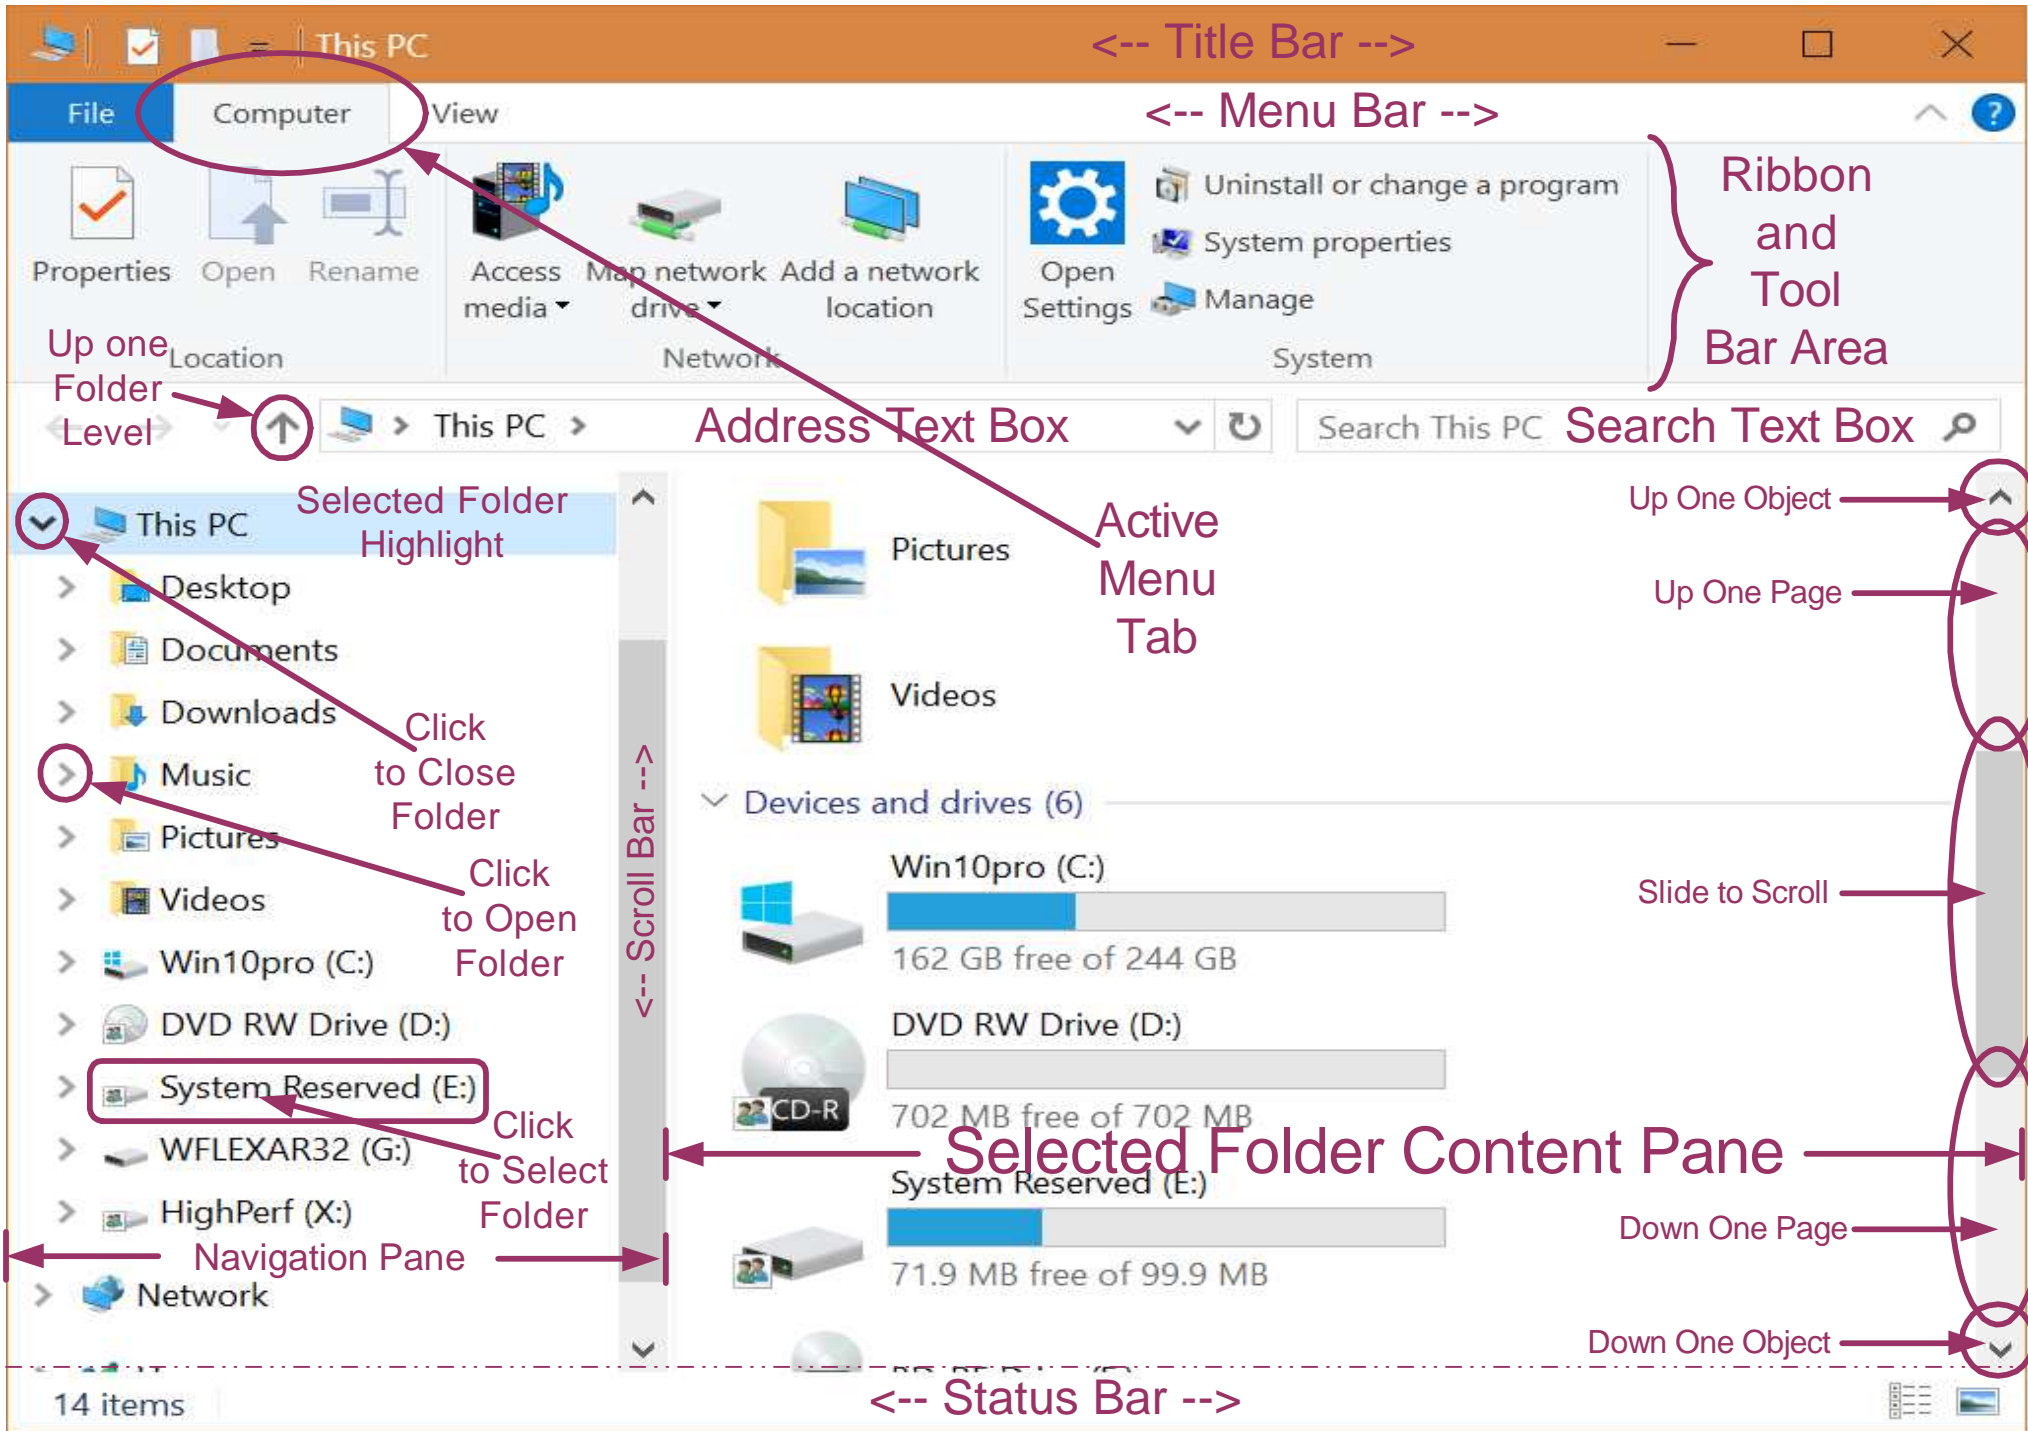 This PC
<-- Title Bar -->
File
Computer
View
<-- Menu Bar -->
?
Properties
Open
Rename
Access
media
Map network
drive
Add a network
location
Open
Settings
Uninstall or change a program
System properties
Manage
Ribbon
and
Tool
Bar Area
Location
Network
System
Up one
Folder
Level
This PC
Address Text Box
Search This PC
Search Text Box
This PC
Selected Folder
Highlight
Desktop
Documents
Downloads
Music
Pictures
Videos
Win10pro (C:)
DVD RW Drive (D:)
System Reserved (E:)
WFLEXAR32 (G:)
HighPerf (X:)
Network
Click
to Close
Folder
Click
to Open
Folder
Click
to Select
Folder
Navigation Pane
<-- Scroll Bar -->
Pictures
Videos
Active
Menu
Tab
Devices and drives (6)
Win10pro (C:)
162 GB free of 244 GB
DVD RW Drive (D:)
CD-R
702 MB free of 702 MB
Selected Folder Content Pane
System Reserved (E:)
71.9 MB free of 99.9 MB
Up One Object
Up One Page
Slide to Scroll
Down One Page
Down One Object
14 items
<-- Status Bar -->